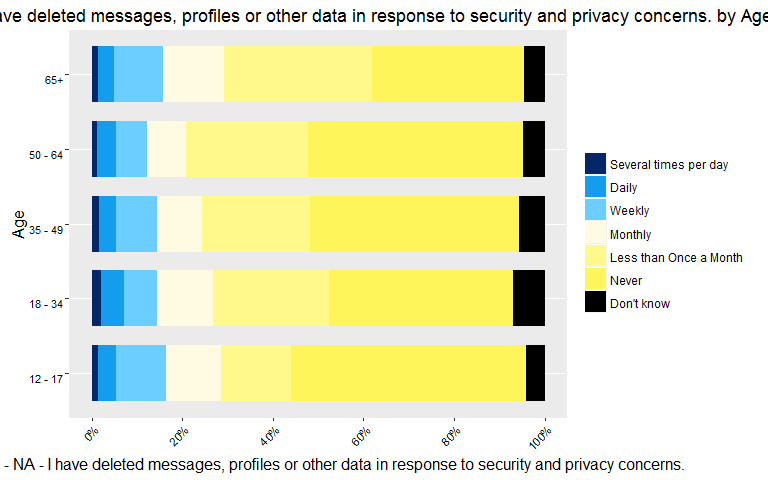 ave deleted messages, profiles or other data in response to security and privacy concerns. by Age
65+
50 - 64
35 - 49
18 - 34
12 - 17
Age
0%
20%
40%
60%
80%
100%
Several times per day
Daily
Weekly
Monthly
Less than Once a Month
Never
Don't know
- NA - I have deleted messages, profiles or other data in response to security and privacy concerns.